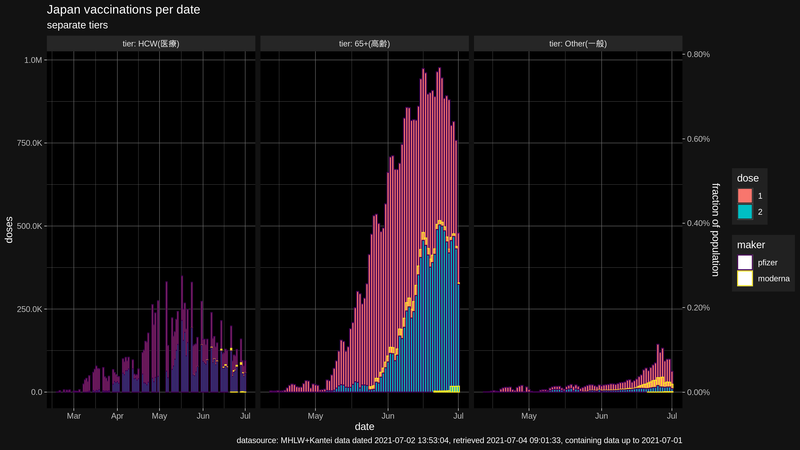 Japan vaccinations per date
separate tiers
tier: HCW(医療)
tier: 65+(高齢)
tier: Other(一般)
1.0M
750.0K
500.0K
250.0K
0.0
doses
0.80%
0.60%
0.40%
0.20%
0.00%
fraction of population
Mar
Apr
May
Jun
Jul
May
Jun
Jul
May
Jun
Jul
date
dose
1
2
maker
pfizer
moderna
datasource: MHLW+Kantei data dated 2021-07-02 13:53:04, retrieved 2021-07-04 09:01:33, containing data up to 2021-07-01